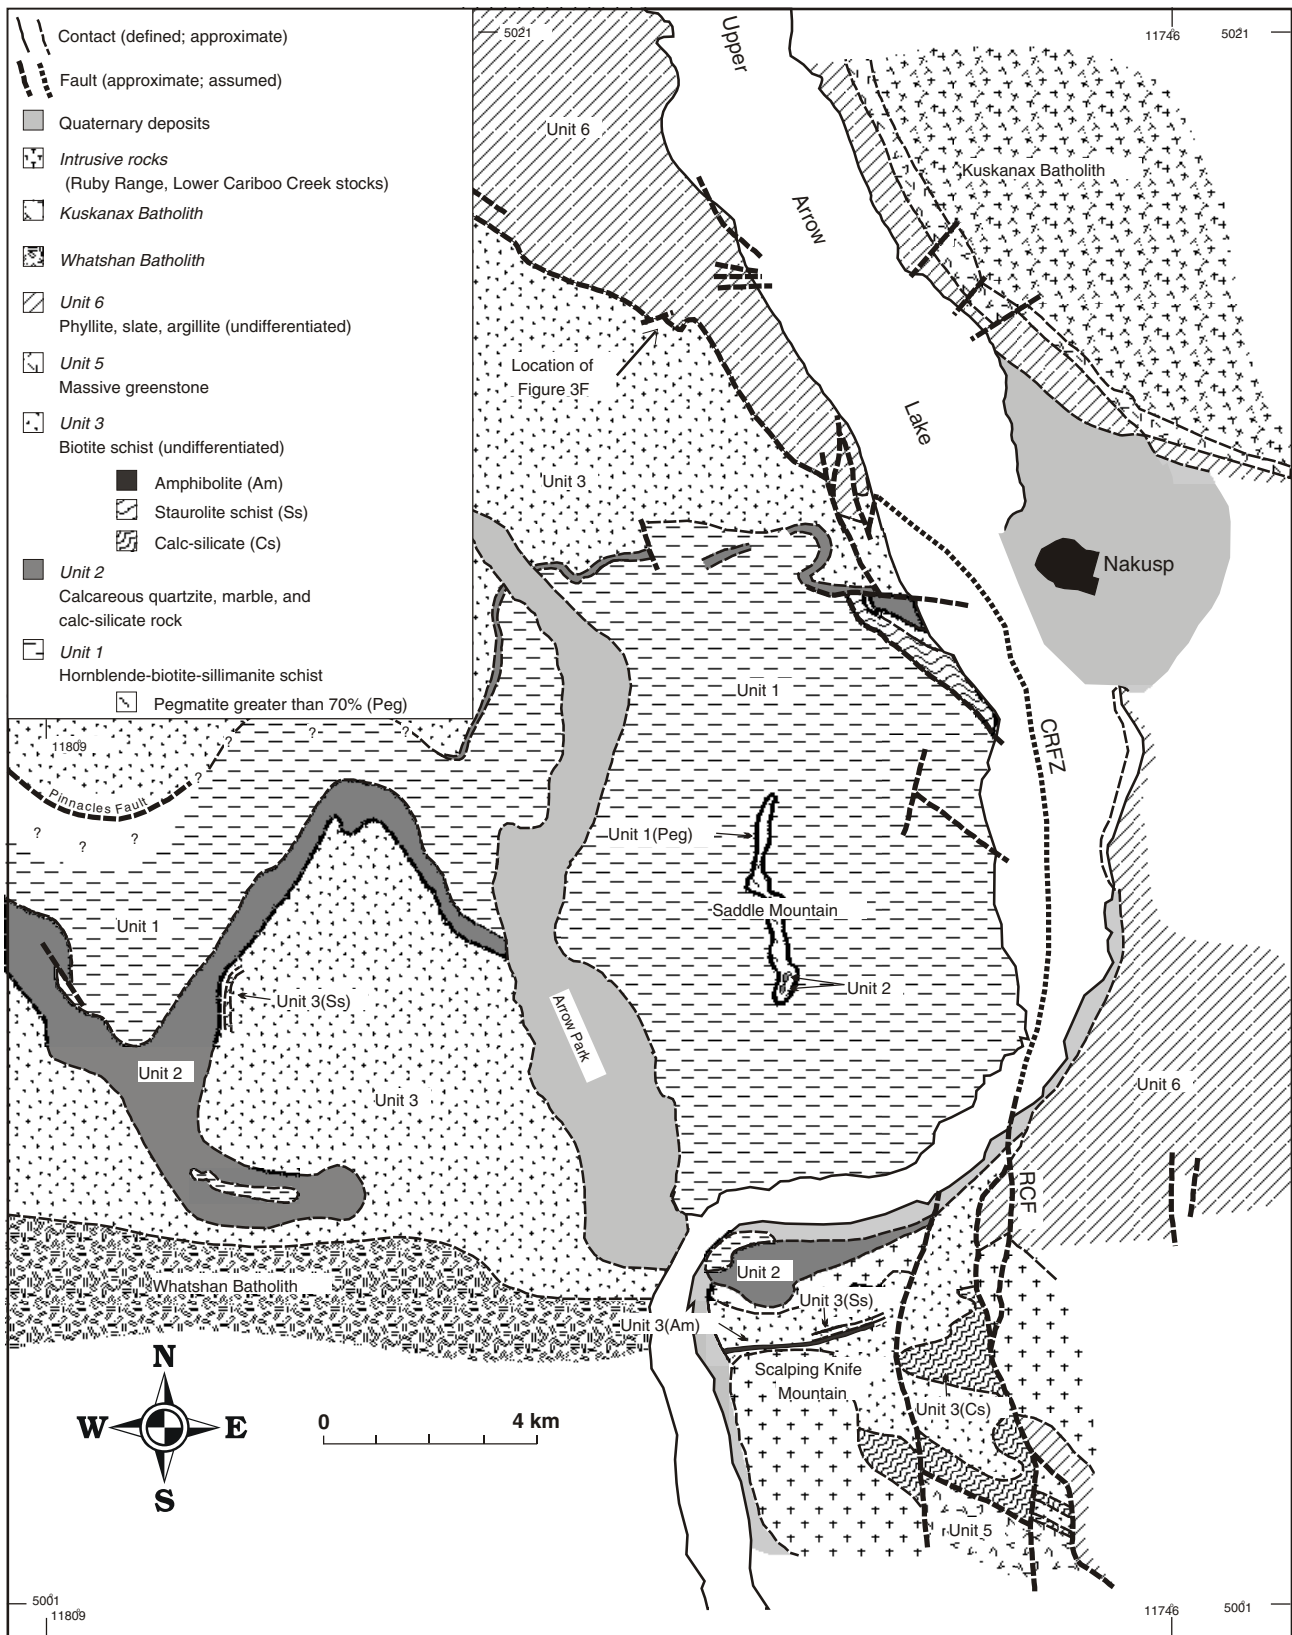 Contact (defined; approximate)
Fault (approximate; assumed)
Quaternary deposits
Intrusive rocks
(Ruby Range, Lower Cariboo Creek stocks)
Kuskanax Batholith
Whatshan Batholith
Unit 6
Phyllite, slate, argillite (undifferentiated)
Unit 5
Massive greenstone
Unit 3
Biotite schist (undifferentiated)
Amphibolite (Am)
Staurolite schist (Ss)
Calc-silicate (Cs)
Unit 2
Calcareous quartzite, marble, and
calc-silicate rock
Unit 1
Hornblende-biotite-sillimanite schist
Pegmatite greater than 70% (Peg)
5021
11746
5021
Upper
Arrow
Lake
Unit 6
Kuskanax Batholith
Location of
Figure 3F
Unit 3
Nakusp
Unit 1
CRFZ
11809
Pinnacles Fault
?
?
?
?
?
?
?
Unit 1(Peg)
Saddle Mountain
Unit 1
Unit 2
Unit 3(Ss)
Arrow Park
Unit 2
Unit 3
Unit 6
RCF
Unit 2
Whatshan Batholith
Unit 3(Ss)
Unit 3(Am)
Scalping Knife
Mountain
Unit 3(Cs)
Unit 5
N
W
E
S
0
4 km
5001
11809
11746
5001